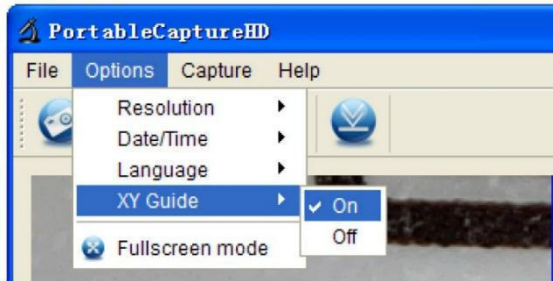 PortableCaptureHD
File Options Capture Help
Resolution
Date/Time
Language
XY Guide
On
Off
Fullscreen mode